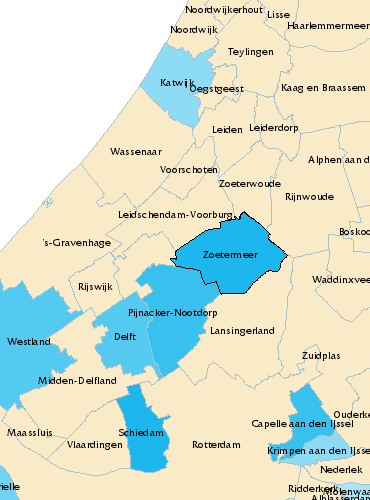 Noordwijkerhout
Lisse
Noordwijk
Haarlemmermeer
Teylingen
Katwijk
Oegstgeest
Kaag en Braassem
Leiden
Leiderdorp
Wassenaar
Alphen aan d
Voorschoten
Zoeterwoude
Rijnwoude
Leidschendam-Voorburg
Boskoo
's-Gravenhage
Zoetermeer
Waddinxvee
Rijswijk
Pijnacker-Nootdorp
Lansingerland
Westland
Delft
Zuidplas
Midden-Delfland
Ouderke
Capelle aan den IJssel
Maassluis
Schiedam
Vlaardingen
Rotterdam
Krimpen aan den IJsse
Nederlek
rielle
Ridderkerk
Molenwaa
Alblasserdam